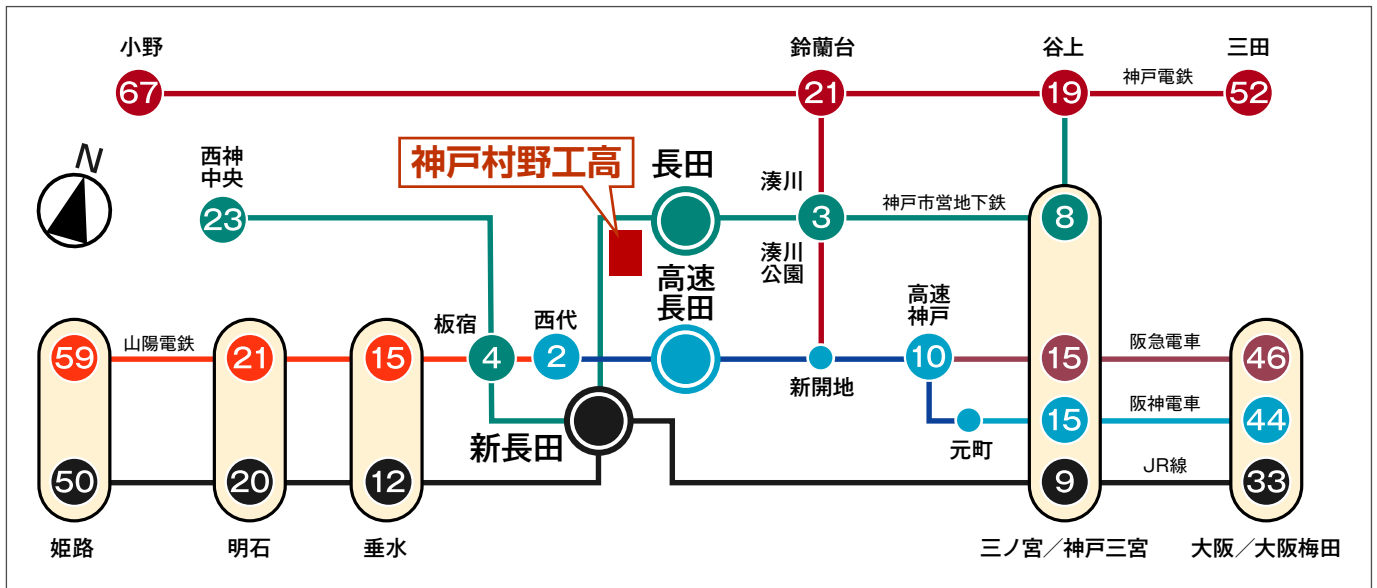 小野
鈴蘭台
谷上
三田
67
21
19
神戸電鉄
52
N
西神
中央
23
神戸村野工高
長田
湊川
3
湊川
公園
神戸市営地下鉄
8
高速
長田
高速
神戸
59
山陽電鉄
21
15
板宿
4
西代
2
新開地
10
15
阪急電車
46
元町
15
阪神電車
44
新長田
50
20
12
9
JR線
33
姫路
明石
垂水
三ノ宮／神戸三宮
大阪／大阪梅田